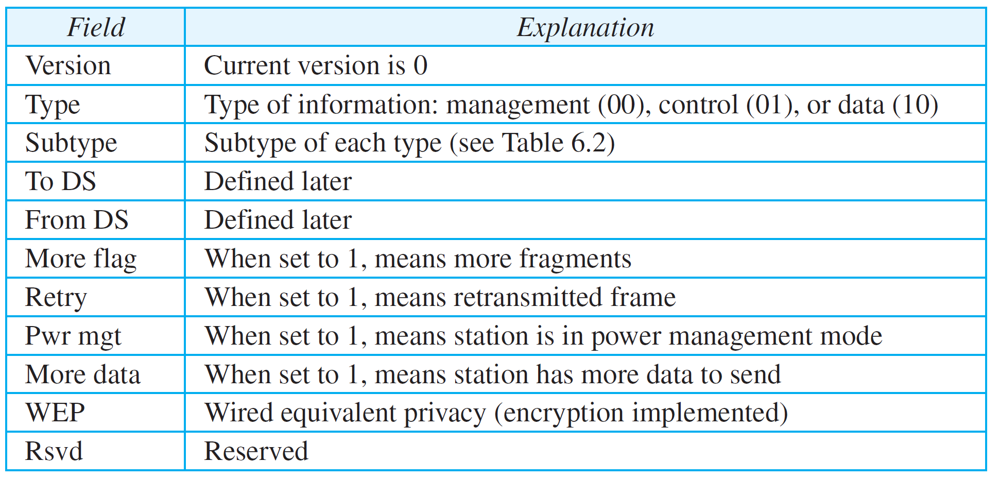 Field Explanation
Version Current version is 0
Type Type of information: management (00), control (01), or data (10)
Subtype Subtype of each type (see Table 6.2)
To DS Defined later
From DS Defined later
More flag When set to 1, means more fragments
Retry When set to 1, means retransmitted frame
Pwr mgt When set to 1, means station is in power management mode
More data When set to 1, means station has more data to send
WEP Wired equivalent privacy (encryption implemented)
Rsvd Reserved